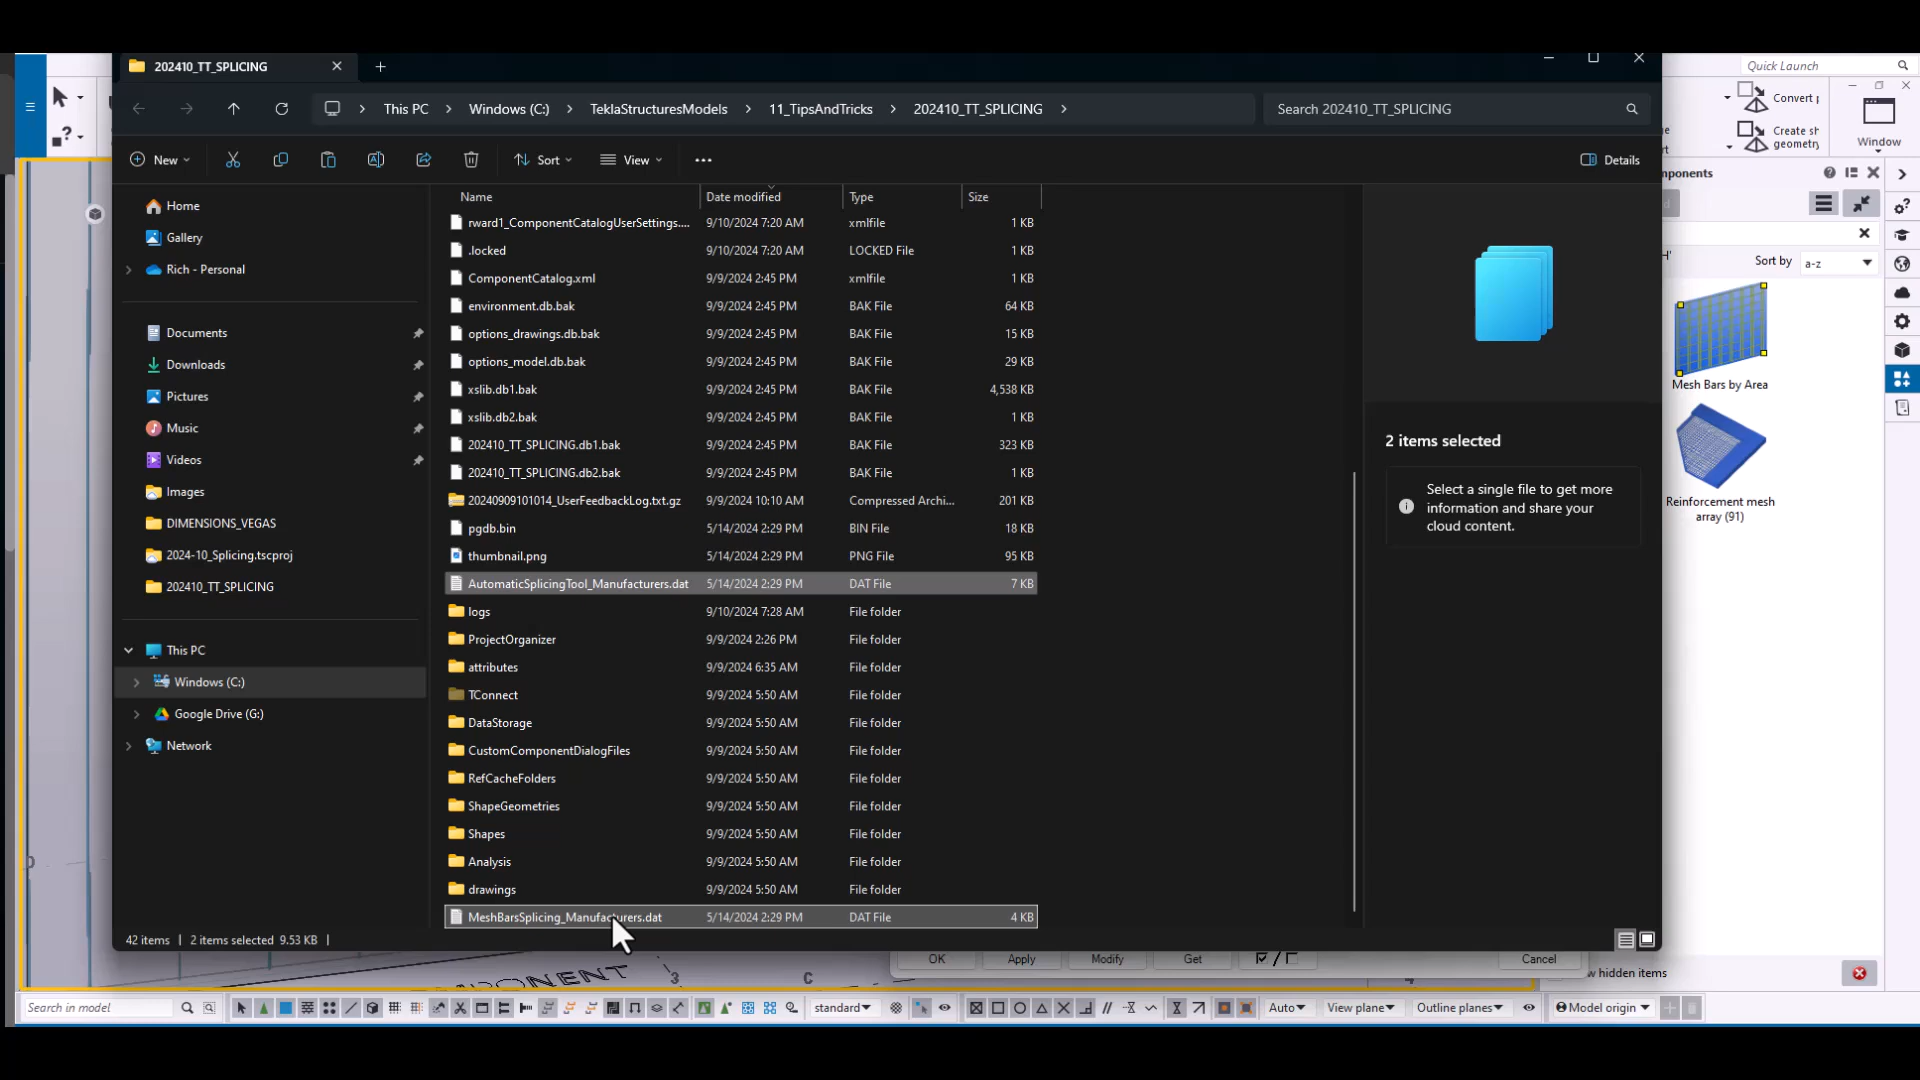 202410_TT_SPLICING
Quick Launch
This PC > Windows (C:) > TeklaStructuresModels > 11_TipsAndTricks > 202410_TT_SPLICING >
Search 202410_TT_SPLICING
Convert p
Create sh
geometry
Window
New
Sort
View
Details
Name Date modified Type Size
rward1_ComponentCatalogUserSettings.... 9/10/2024 7:20 AM xmlfile 1 KB
.locked 9/10/2024 7:20 AM LOCKED File 1 KB
ComponentCatalog.xml 9/9/2024 2:45 PM xmlfile 1 KB
environment.db.bak 9/9/2024 2:45 PM BAK File 64 KB
options_drawings.db.bak 9/9/2024 2:45 PM BAK File 15 KB
options_model.db.bak 9/9/2024 2:45 PM BAK File 29 KB
xslib.db1.bak 9/9/2024 2:45 PM BAK File 4,538 KB
xslib.db2.bak 9/9/2024 2:45 PM BAK File 1 KB
202410_TT_SPLICING.db1.bak 9/9/2024 2:45 PM BAK File 323 KB
202410_TT_SPLICING.db2.bak 9/9/2024 2:45 PM BAK File 1 KB
20240909101014_UserFeedbackLog.txt.gz 9/9/2024 10:10 AM Compressed Archi... 201 KB
pgdb.bin 5/14/2024 2:29 PM BIN File 18 KB
thumbnail.png 5/14/2024 2:29 PM PNG File 95 KB
AutomaticSplicingTool_Manufacturers.dat 5/14/2024 2:29 PM DAT File 7 KB
logs 9/10/2024 7:28 AM File folder
ProjectOrganizer 9/9/2024 2:26 PM File folder
attributes 9/9/2024 6:35 AM File folder
TConnect 9/9/2024 5:50 AM File folder
DataStorage 9/9/2024 5:50 AM File folder
CustomComponentDialogFiles 9/9/2024 5:50 AM File folder
RefCacheFolders 9/9/2024 5:50 AM File folder
ShapeGeometries 9/9/2024 5:50 AM File folder
Shapes 9/9/2024 5:50 AM File folder
Analysis 9/9/2024 5:50 AM File folder
drawings 9/9/2024 5:50 AM File folder
MeshBarsSplicing_Manufacturers.dat 5/14/2024 2:29 PM DAT File 4 KB
Home
Gallery
Rich - Personal
Documents
Downloads
Pictures
Music
Videos
Images
DIMENSIONS_VEGAS
2024-10_Splicing.tscproj
202410_TT_SPLICING
This PC
Windows (C:)
Google Drive (G:)
Network
2 items selected
Select a single file to get more
information and share your
cloud content.
42 items | 2 items selected 9.53 KB |
mponents
Sort by a-z
Mesh Bars by Area
Reinforcement mesh
array (91)
OK Apply Modify Get Cancel
w hidden items
MPONENT 3 C
Search in model
standard
Auto
View plane
Outline planes
Model origin